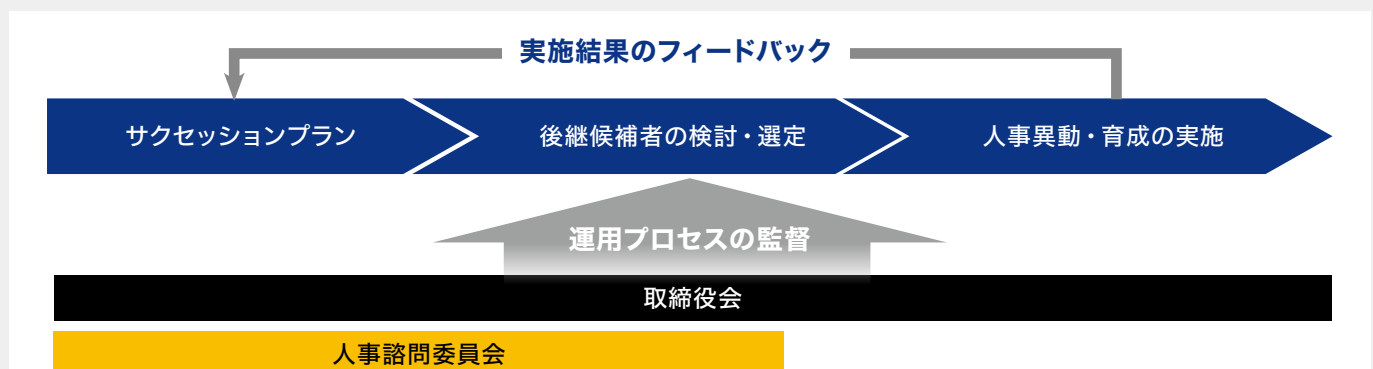 実施結果のフィードバック
サクセッションプラン
後継候補者の検討・選定
人事異動・育成の実施
運用プロセスの監督
取締役会
人事諮問委員会